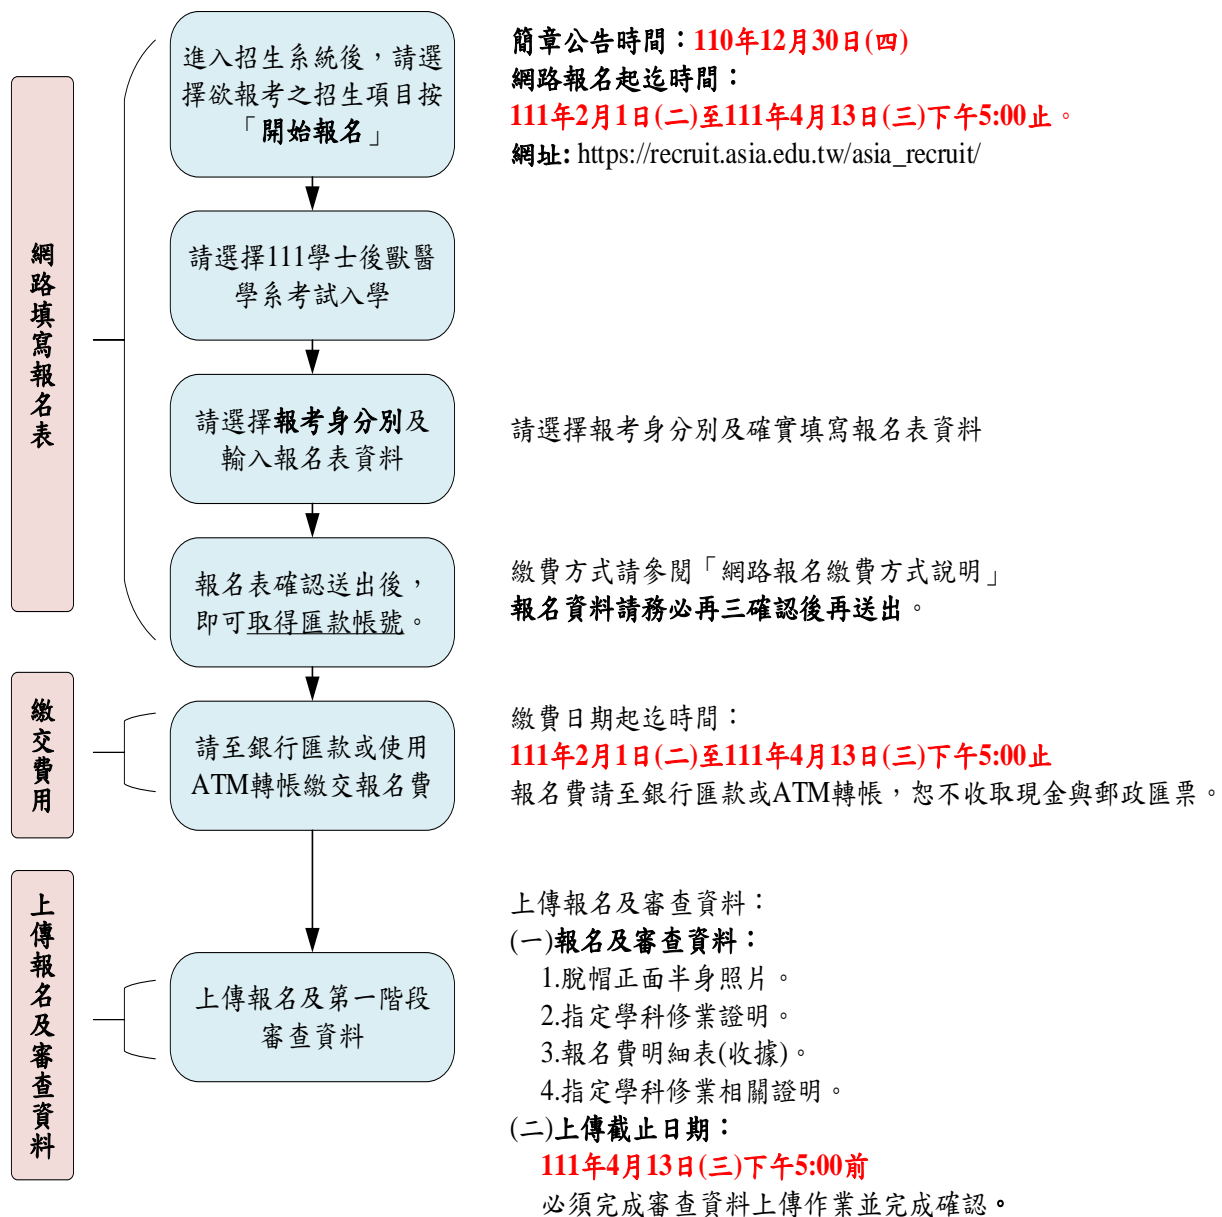 網路填寫報名表
進入招生系統後，請選
擇欲報考之招生項目按
「開始報名」
簡章公告時間：110年12月30日(四)
網路報名起迄時間：
111年2月1日(二)至111年4月13日(三)下午5:00止。
網址: https://recruit.asia.edu.tw/asia_recruit/
請選擇111學士後獸醫
學系考試入學
請選擇報考身分別及
輸入報名表資料
請選擇報考身分別及確實填寫報名表資料
報名表確認送出後，
即可取得匯款帳號。
繳費方式請參閱「網路報名繳費方式說明」
報名資料請務必再三確認後再送出。
繳交費用
請至銀行匯款或使用
ATM轉帳繳交報名費
繳費日期起迄時間：
111年2月1日(二)至111年4月13日(三)下午5:00止
報名費請至銀行匯款或ATM轉帳，恕不收取現金與郵政匯票。
上傳報名及審查資料
上傳報名及第一階段
審查資料
上傳報名及審查資料：
(一)報名及審查資料：
1.脫帽正面半身照片。
2.指定學科修業證明。
3.報名費明細表(收據)。
4.指定學科修業相關證明。
(二)上傳截止日期：
111年4月13日(三)下午5:00前
必須完成審查資料上傳作業並完成確認。